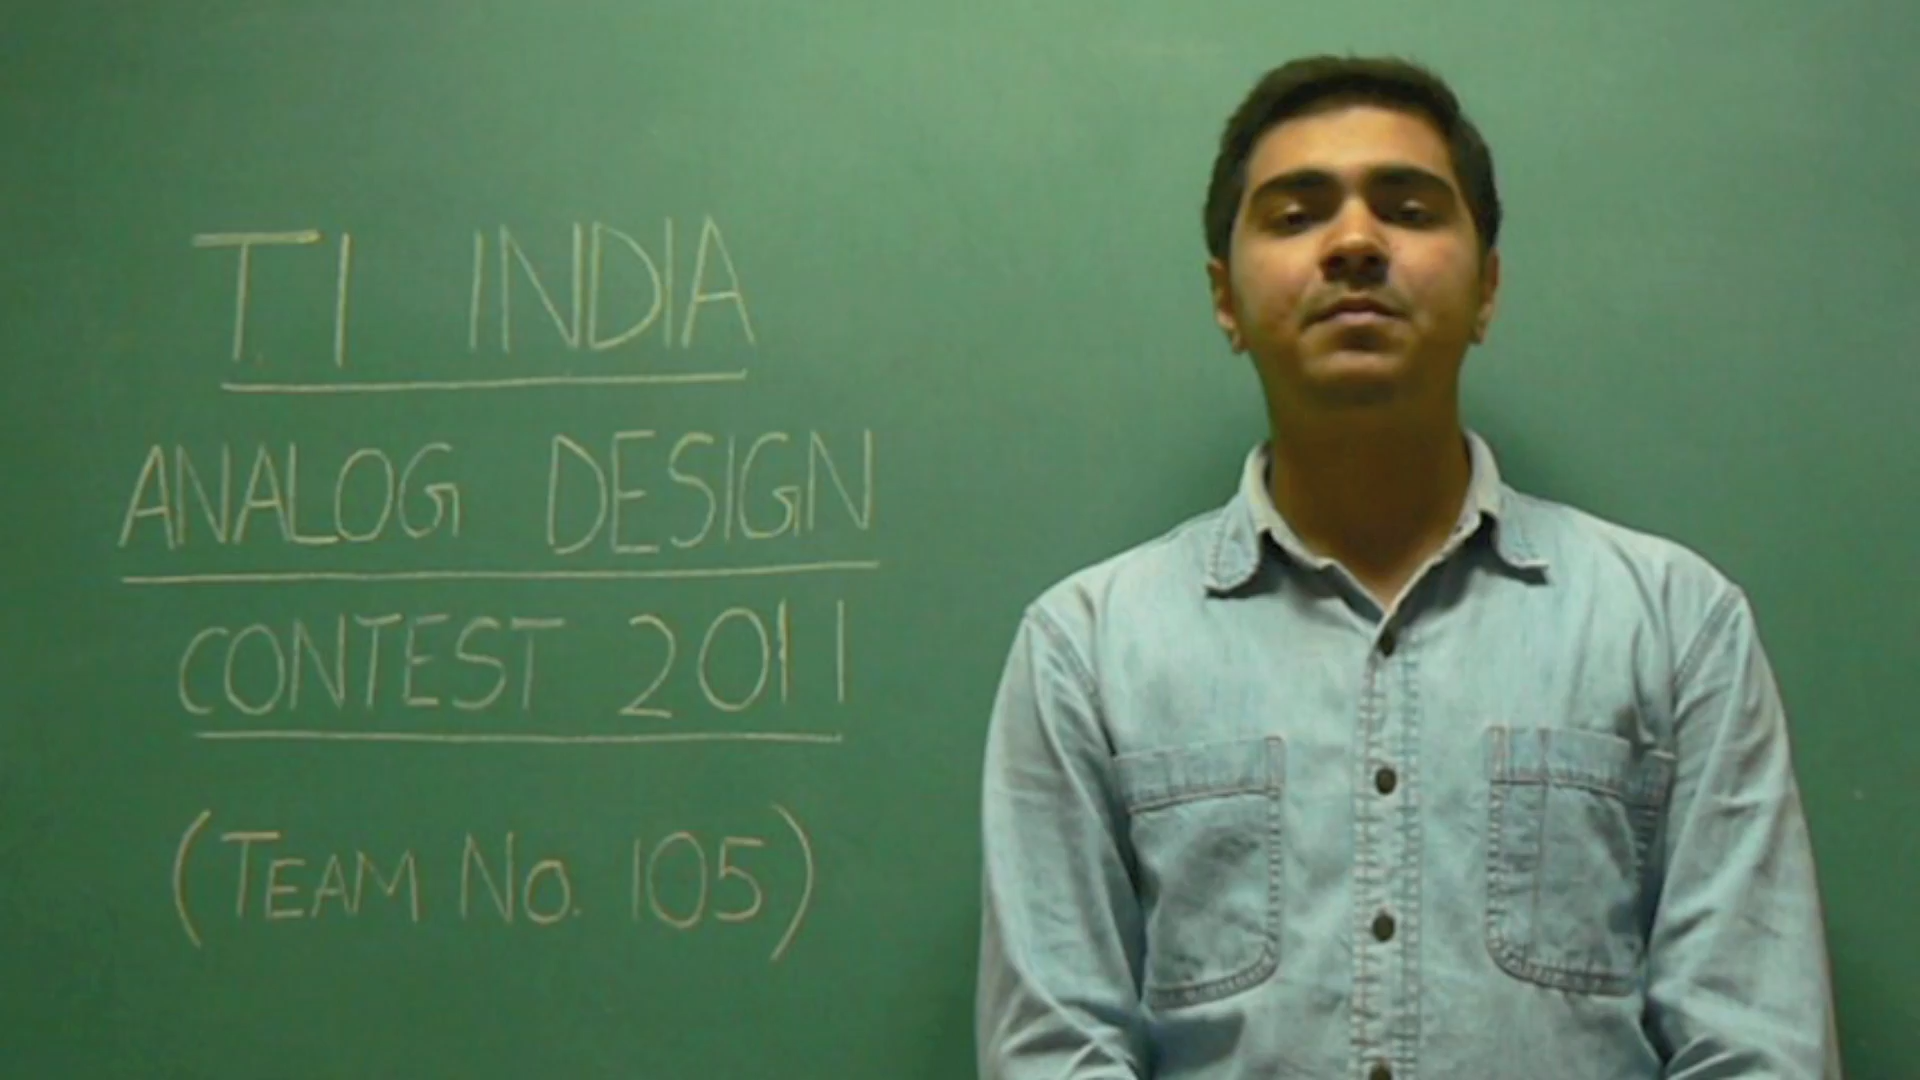 TI INDIA
ANALOG DESIGN
CONTEST 2011
(TEAM No. 105)